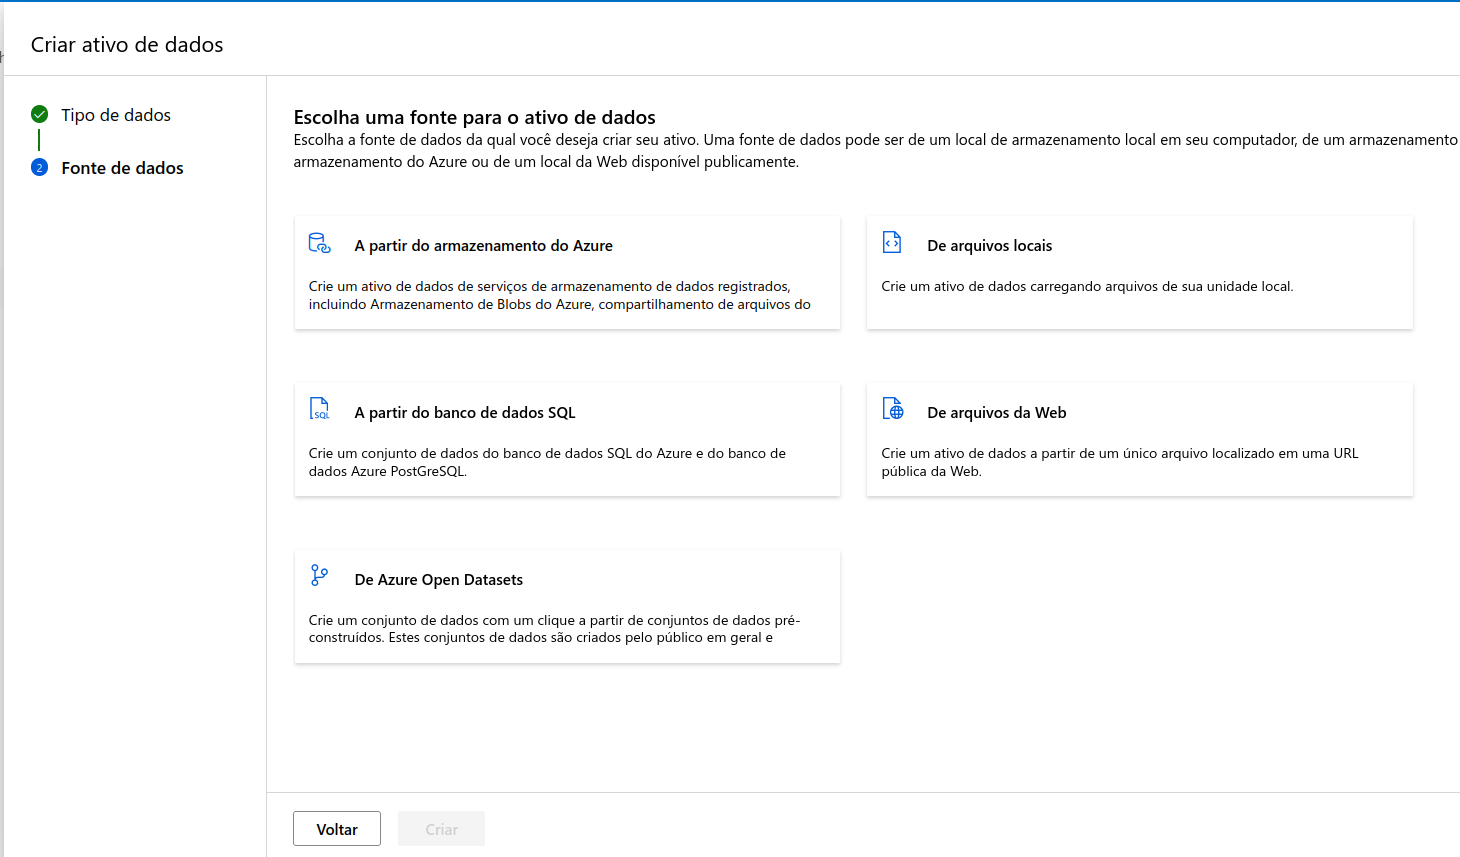 Criar ativo de dados
Tipo de dados
2
Fonte de dados
Escolha uma fonte para o ativo de dados
Escolha a fonte de dados da qual você deseja criar seu ativo. Uma fonte de dados pode ser de um local de armazenamento local em seu computador, de um armazenamento
armazenamento do Azure ou de um local da Web disponível publicamente.
A partir do armazenamento do Azure
Crie um ativo de dados de serviços de armazenamento de dados registrados,
incluindo Armazenamento de Blobs do Azure, compartilhamento de arquivos do
De arquivos locais
Crie um ativo de dados carregando arquivos de sua unidade local.
SQL
A partir do banco de dados SQL
Crie um conjunto de dados do banco de dados SQL do Azure e do banco de
dados Azure PostGreSQL.
De arquivos da Web
Crie um ativo de dados a partir de um único arquivo localizado em uma URL
pública da Web.
De Azure Open Datasets
Crie um conjunto de dados com um clique a partir de conjuntos de dados pré-
construídos. Estes conjuntos de dados são criados pelo público em geral e
Voltar
Criar